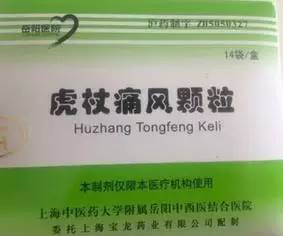 岳阳医院
沪药制字 Z05050327
14袋/盒
虎杖痛风颗粒
Huzhang Tongfeng Keli
本制剂仅限本医疗机构使用
上海中医药大学附属岳阳中西医结合医院
委托上海宝龙药业有限公司配制